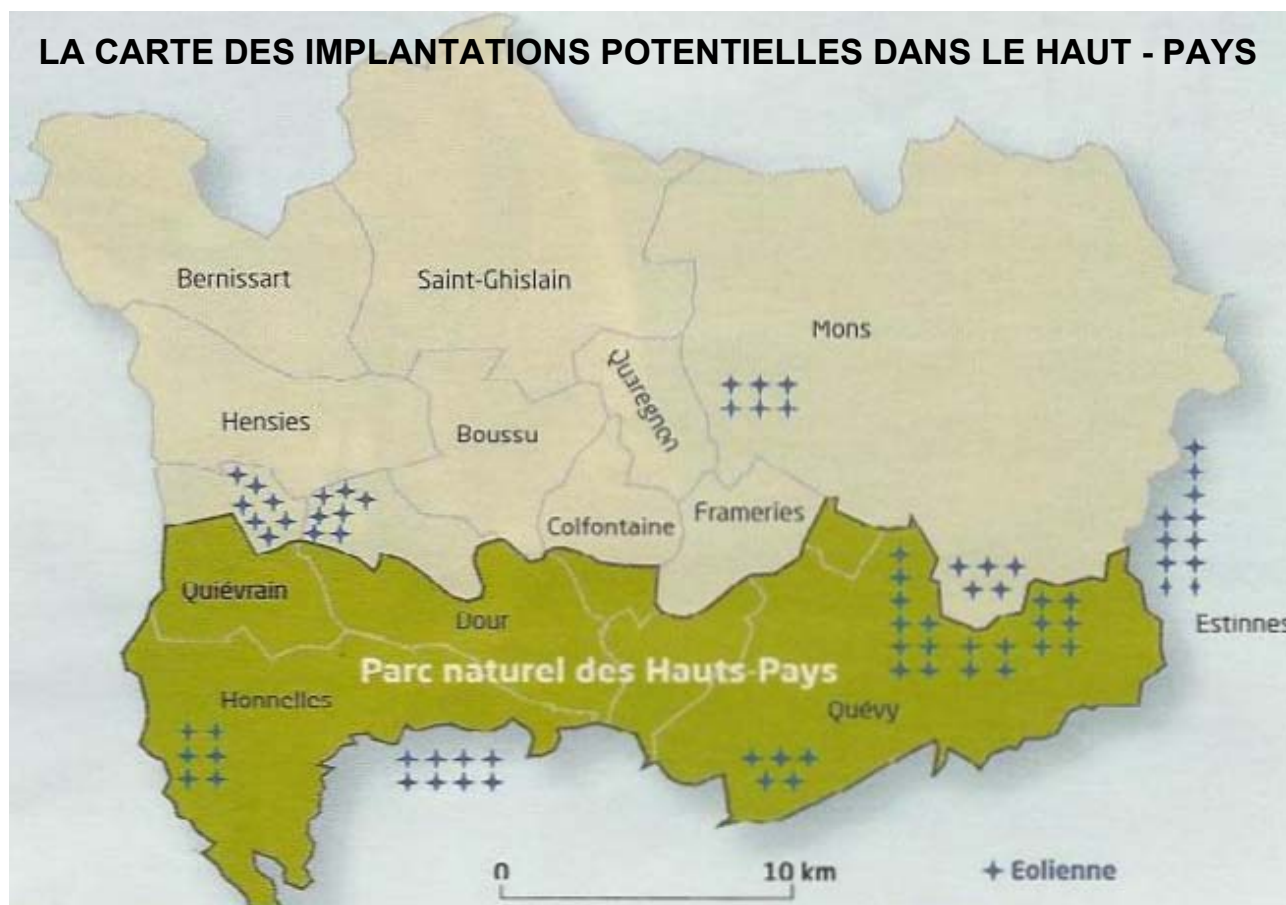 LA CARTE DES IMPLANTATIONS POTENTIELLES DANS LE HAUT - PAYS
Bernissart
Saint-Ghislain
Mons
Quaregnon
Hensies
Boussu
Colfontaine
Frameries
Quiévrain
Dour
Estinnes
Parc naturel des Hauts-Pays
Honnelles
Quévy
0 10 km
Eolienne